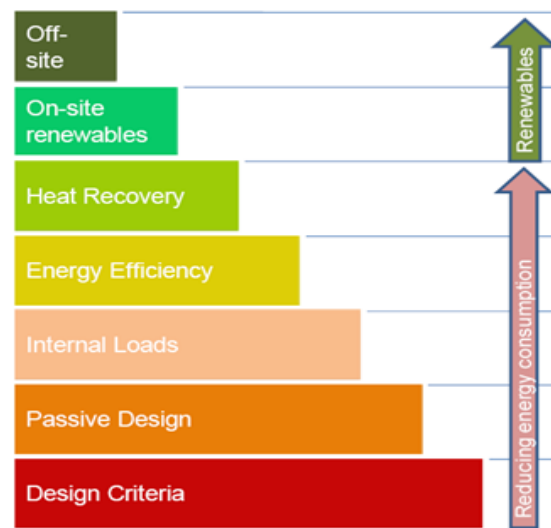 Off-
site
On-site
renewables
Heat Recovery
Energy Efficiency
Internal Loads
Passive Design
Design Criteria
Renewables
Reducing energy consumption